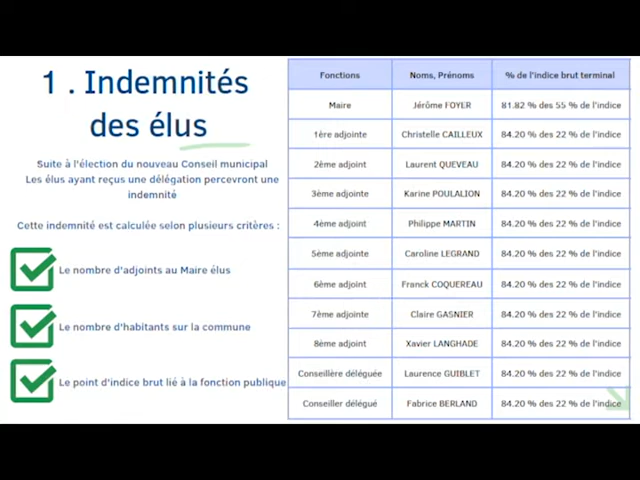 1 . Indemnités
des élus
Suite à l'élection du nouveau Conseil municipal
Les élus ayant reçus une délégation percevront une
indemnité
Cette indemnité est calculée selon plusieurs critères :
Le nombre d'adjoints au Maire élus
Le nombre d'habitants sur la commune
Le point d'indice brut lié à la fonction publique
Fonctions Noms, Prénoms % de l'indice brut terminal
Maire Jérôme FOYER 81.82 % des 55 % de l'indice
1ère adjointe Christelle CAILLEUX 84.20 % des 22 % de l'indice
2ème adjoint Laurent QUEVEAU 84.20 % des 22 % de l'indice
3ème adjointe Karine POULALION 84.20 % des 22 % de l'indice
4ème adjoint Philippe MARTIN 84.20 % des 22 % de l'indice
5ème adjointe Caroline LEGRAND 84.20 % des 22 % de l'indice
6ème adjoint Franck COQUEREAU 84.20 % des 22 % de l'indice
7ème adjointe Claire GASNIER 84.20 % des 22 % de l'indice
8ème adjoint Xavier LANGHADE 84.20 % des 22 % de l'indice
Conseillère déléguée Laurence GUIBLET 84.20 % des 22 % de l'indice
Conseiller délégué Fabrice BERLAND 84.20 % des 22 % de l'indice